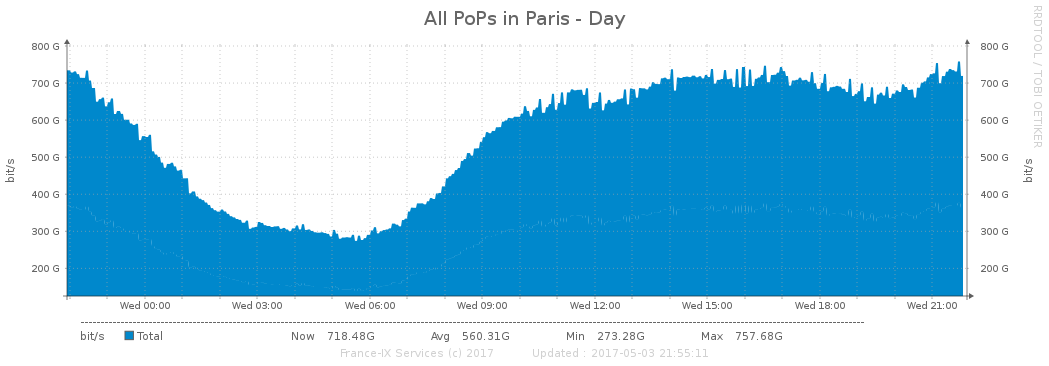 All PoPs in Paris - Day
RRDTOOL / TOBI OETIKER
800 G 800 G
700 G 700 G
600 G 600 G
500 G 500 G
400 G 400 G
300 G 300 G
200 G 200 G
bit/s
bit/s
Wed 00:00 Wed 03:00 Wed 06:00 Wed 09:00 Wed 12:00 Wed 15:00 Wed 18:00 Wed 21:00
bit/s Total Now 718.48G Avg 560.31G Min 273.28G Max 757.68G
France-IX Services (c) 2017 Updated : 2017-05-03 21:55:11